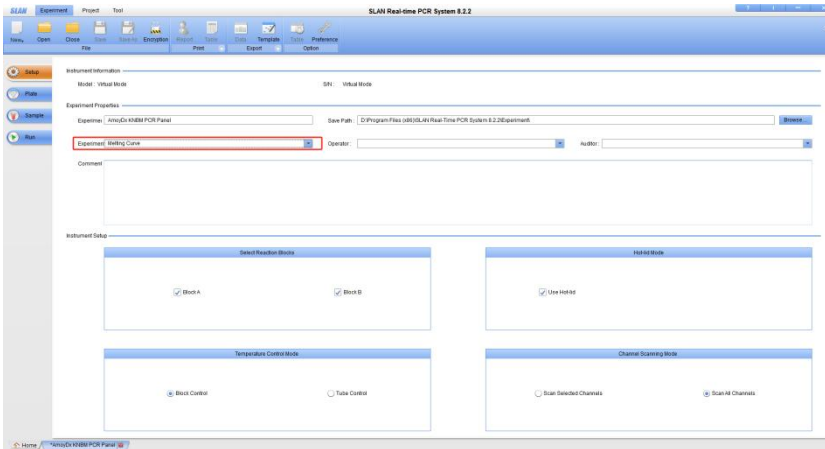 SLAN Experiment Project Tool SLAN Real-time PCR System 8.2.2
New Open Close Save Save As Encryption Report Table Data Template Table Preference
File Print Export Option
Setup
Plate
Sample
Run
Instrument Information
Model: Virtual Mode S/N: Virtual Mode
Experiment Properties
Experimen AmoyDx KNBM PCR Panel Save Path: D:\Program Files (x86)\SLAN Real-Time PCR System 8.2.2\Experiment\ Browse...
Experiment Melting Curve Operator: Auditor:
Comment
Instrument Setup
Select Reaction Blocks Hot-lid Mode
Block A Block B Use Hot-lid
Temperature Control Mode Channel Scanning Mode
Block Control Tube Control Scan Selected Channels Scan All Channels
Home *AmoyDx KNBM PCR Panel